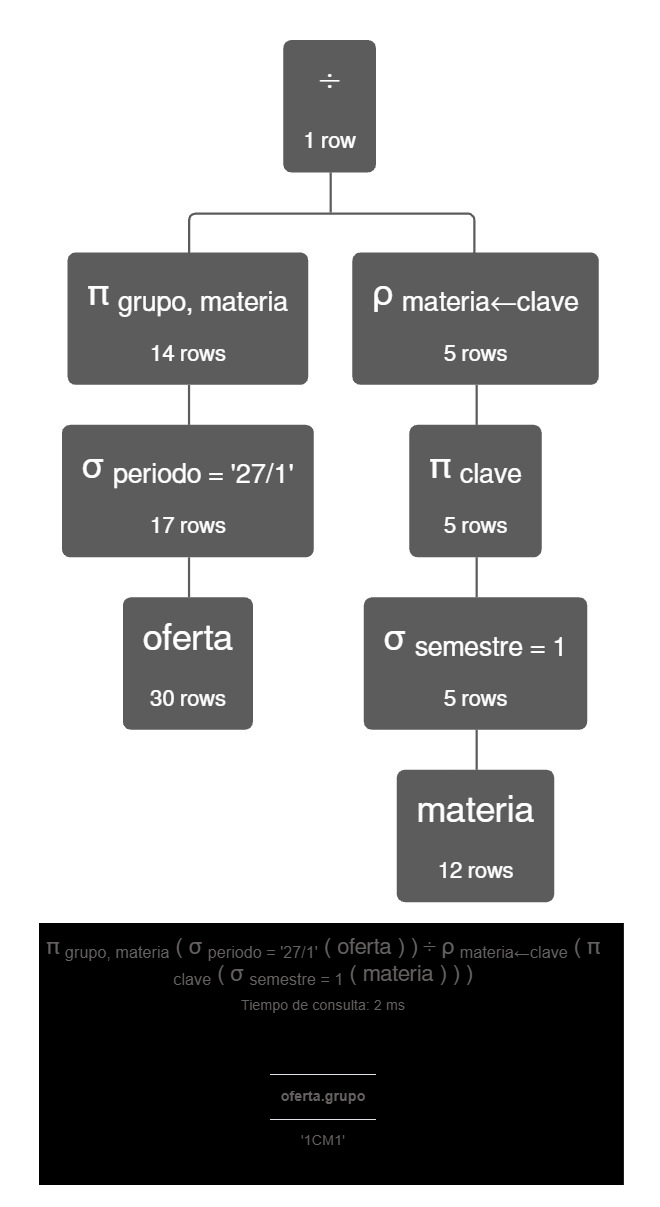 ÷
1 row
π grupo, materia
14 rows
ρ materia←clave
5 rows
σ periodo = '27/1'
17 rows
π clave
5 rows
oferta
30 rows
σ semestre = 1
5 rows
materia
12 rows
π grupo, materia ( σ periodo = '27/1' ( oferta ) ) ÷ ρ materia←clave ( π
clave ( σ semestre = 1 ( materia ) ) )
Tiempo de consulta: 2 ms
oferta.grupo
'1CM1'